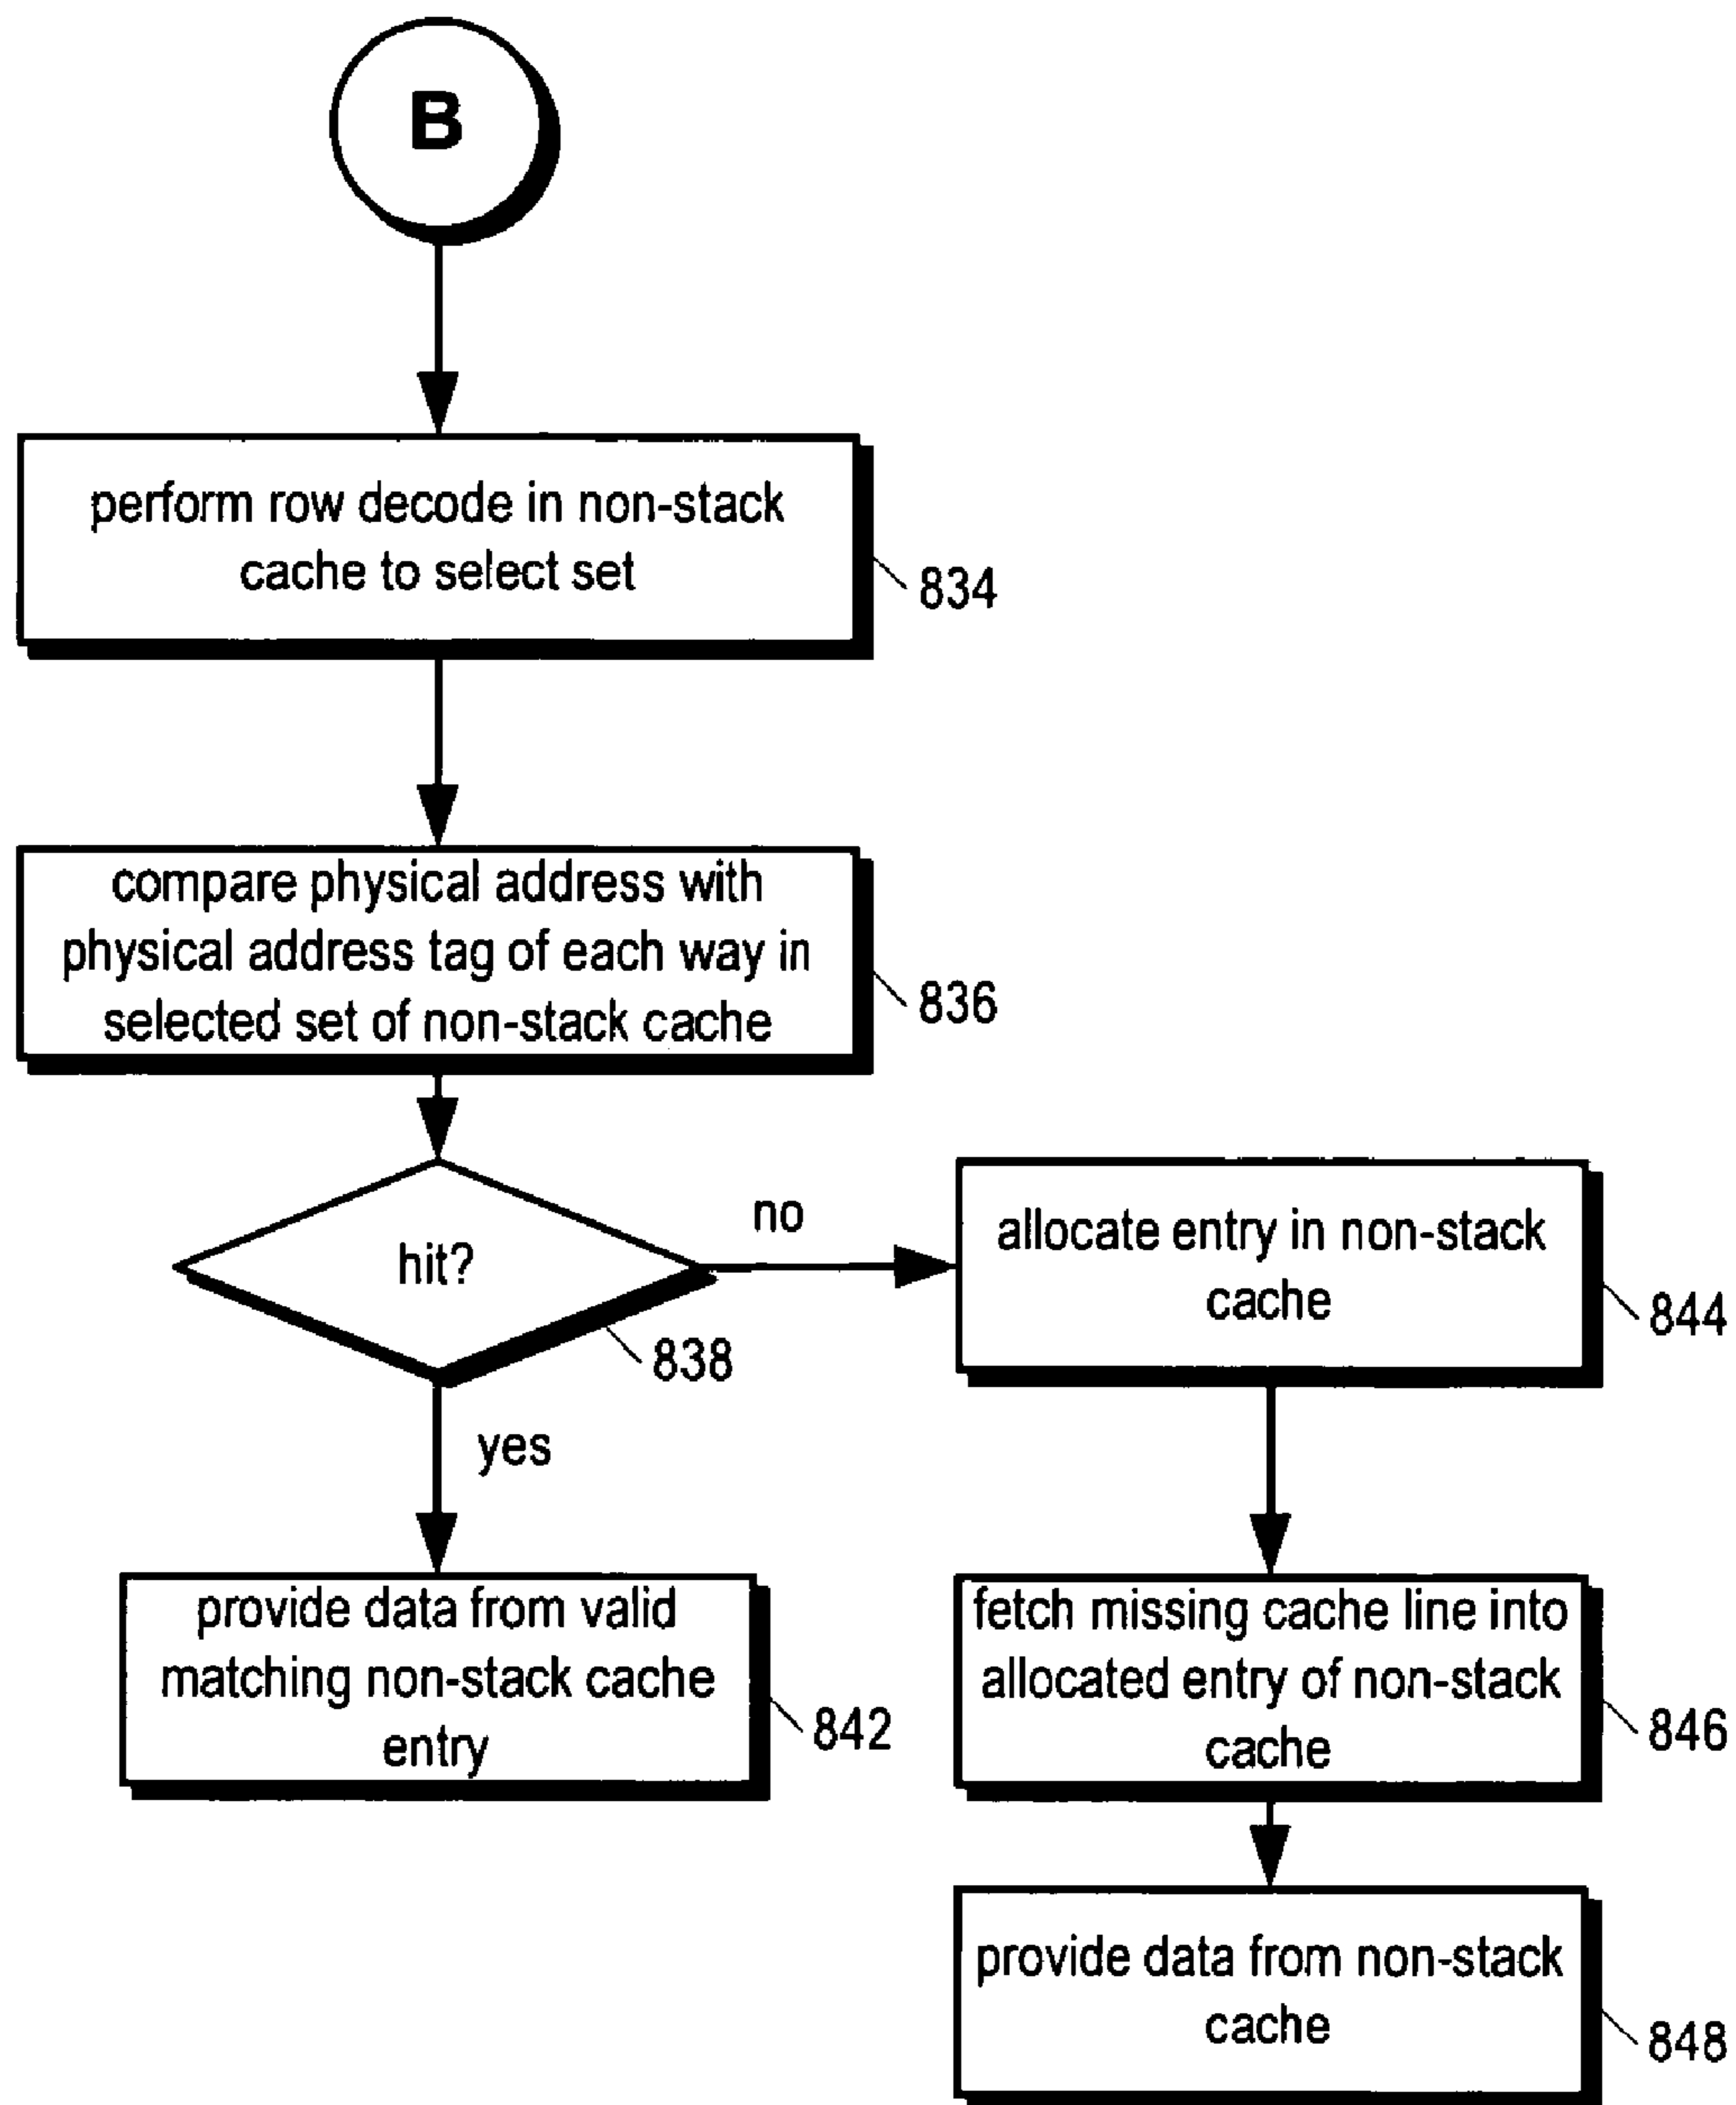 B
perform row decode in non-stack
cache to select set
834
compare physical address with
physical address tag of each way in
selected set of non-stack cache
836
hit?
838
no
yes
allocate entry in non-stack
cache
844
provide data from valid
matching non-stack cache
entry
842
fetch missing cache line into
allocated entry of non-stack
cache
846
provide data from non-stack
cache
848